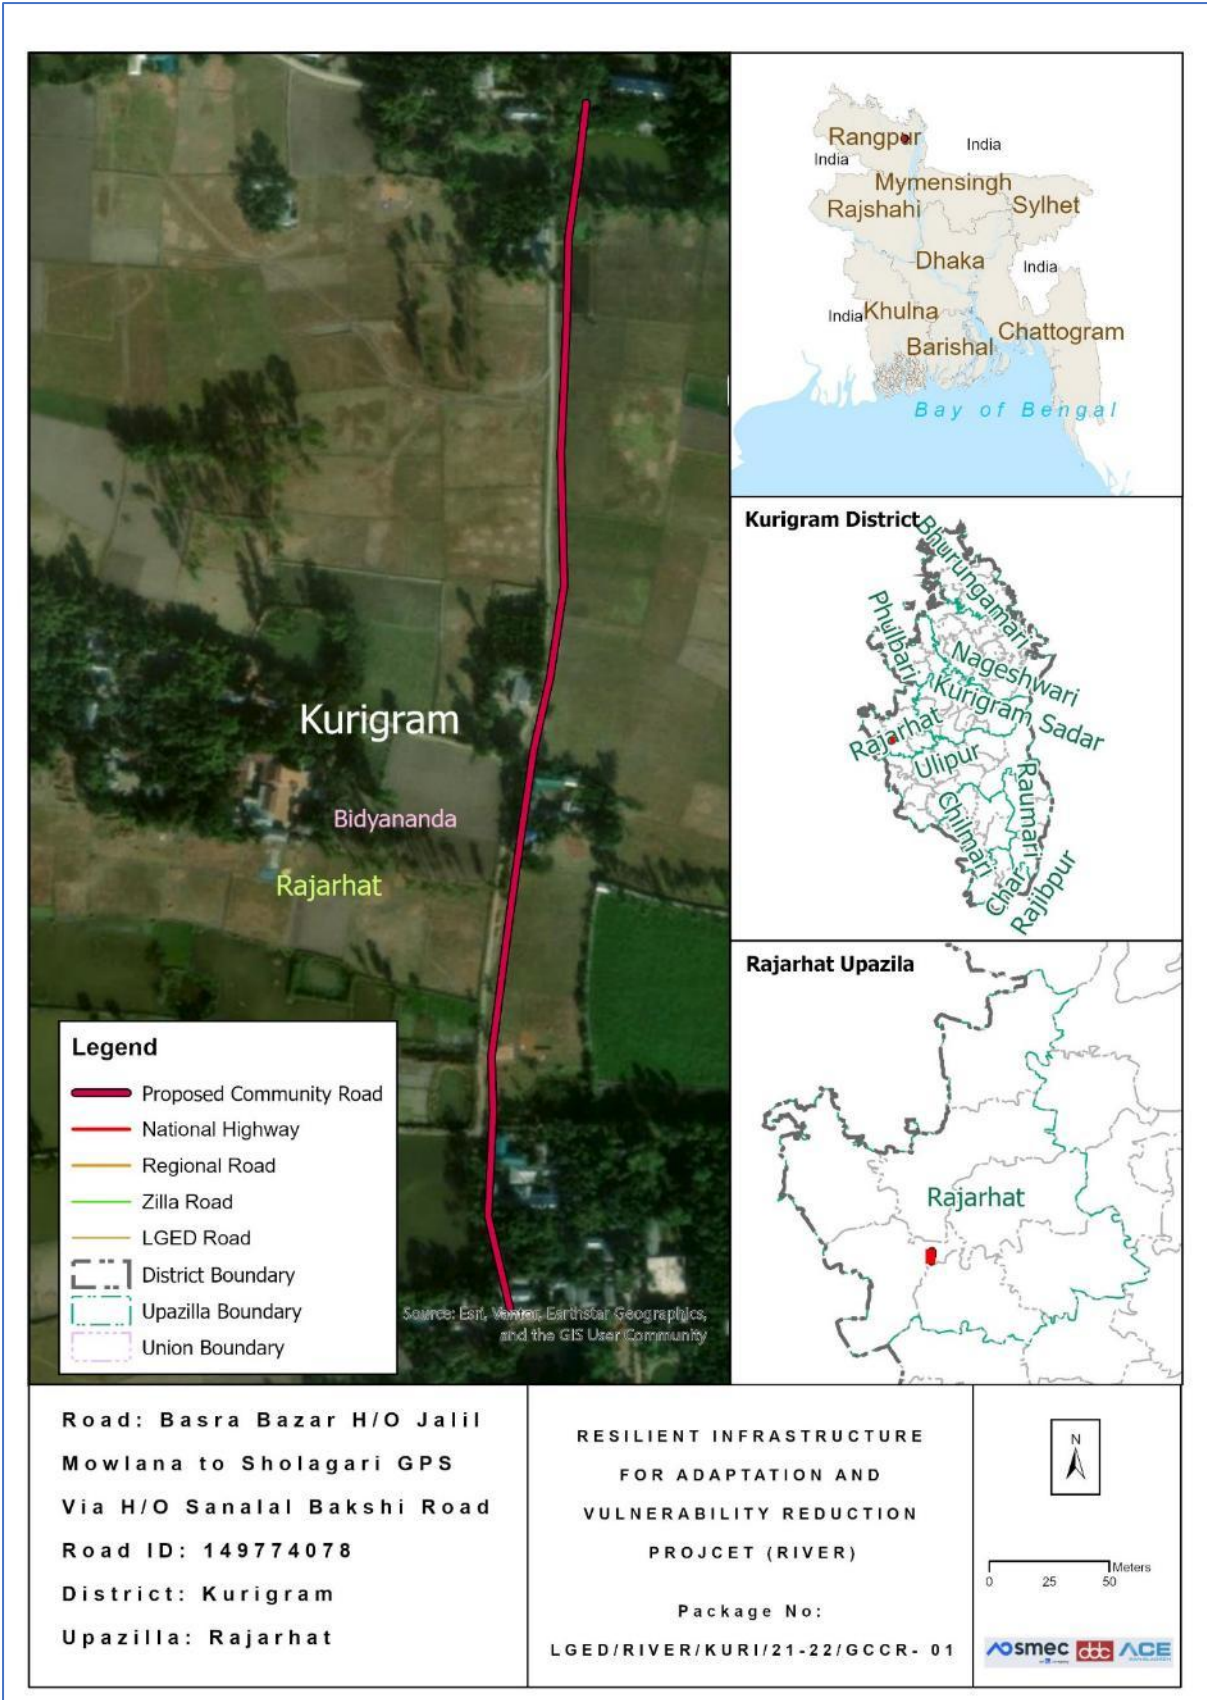 Kurigram
Bidyananda
Rajarhat
Legend
Proposed Community Road
National Highway
Regional Road
Zilla Road
LGED Road
District Boundary
Upazilla Boundary
Union Boundary
Source: Esri, Vantor, Earthstar Geographics,
and the GIS User Community
Rangpur
India
India
Mymensingh
Rajshahi
Sylhet
Dhaka
India
India
Khulna
Chattogram
Barishal
Bay of Bengal
Kurigram District
Bhurungamari
Phulbari
Nageshwari
Kurigram Sadar
Rajarhat
Ulipur
Raumari
Chilmari
Char
Rajibpur
Rajarhat Upazila
Rajarhat
Road: Basra Bazar H/O Jalil
Mowlana to Sholagari GPS
Via H/O Sanalal Bakshi Road
Road ID: 149774078
District: Kurigram
Upazilla: Rajarhat
RESILIENT INFRASTRUCTURE
FOR ADAPTATION AND
VULNERABILITY REDUCTION
PROJCET (RIVER)
Package No:
LGED/RIVER/KURI/21-22/GCCR- 01
N
Meters
0 25 50
smec
ddc
ACE